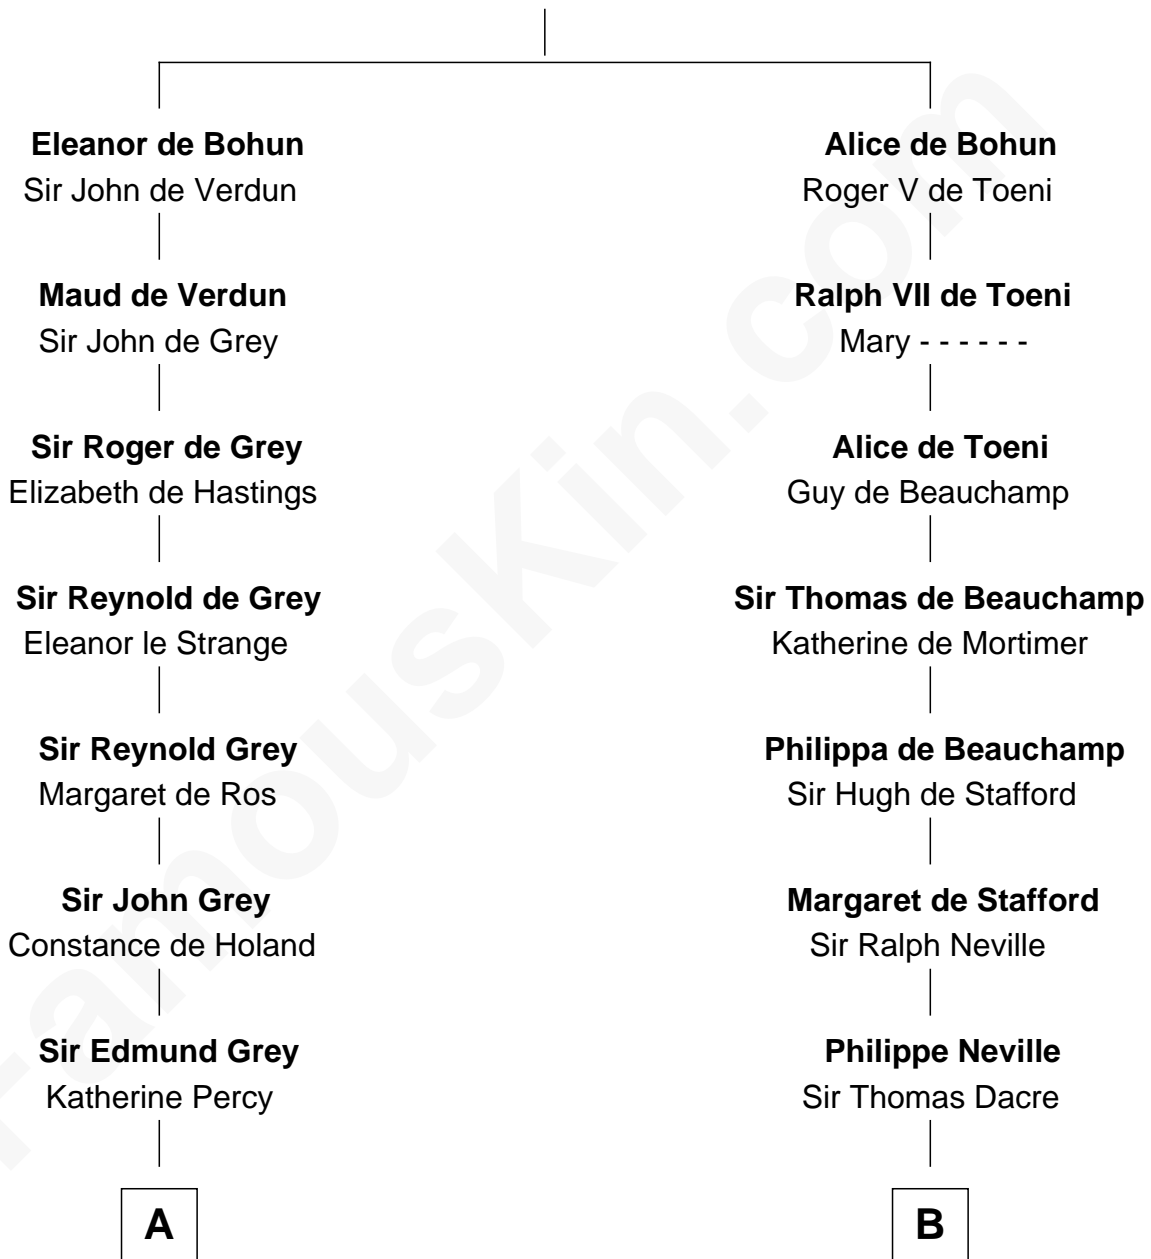 Eleanor de Bohun
Sir John de Verdun
Maud de Verdun
Sir John de Grey
Sir Roger de Grey
Elizabeth de Hastings
Sir Reynold de Grey
Eleanor le Strange
Sir Reynold Grey
Margaret de Ros
Sir John Grey
Constance de Holand
Sir Edmund Grey
Katherine Percy
A
Alice de Bohun
Roger V de Toeni
Ralph VII de Toeni
Mary - - - - - -
Alice de Toeni
Guy de Beauchamp
Sir Thomas de Beauchamp
Katherine de Mortimer
Philippa de Beauchamp
Sir Hugh de Stafford
Margaret de Stafford
Sir Ralph Neville
Philippe Neville
Sir Thomas Dacre
B
FamousKin.com